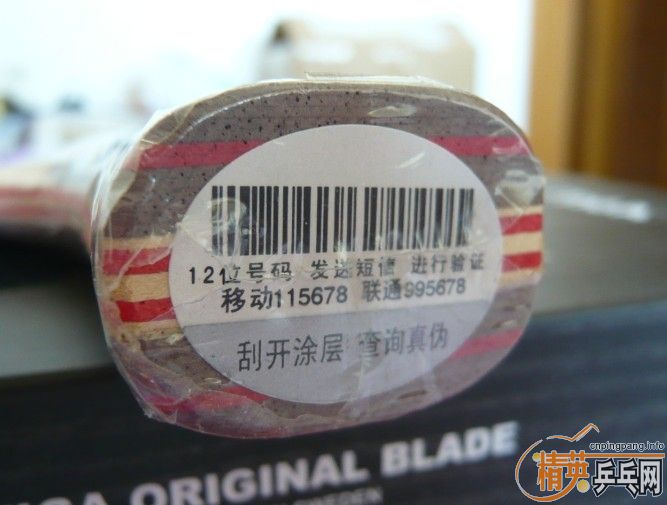 12位号码 发送短信 进行验证
移动115678 联通995678
刮开涂层 查询真伪
ORIGINAL BLADE
SWEDEN
cnpingpang.info
精英乒乓网